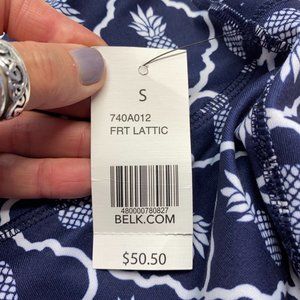 S
740A012
FRT LATTIC
480000780827
BELK.COM
$50.50